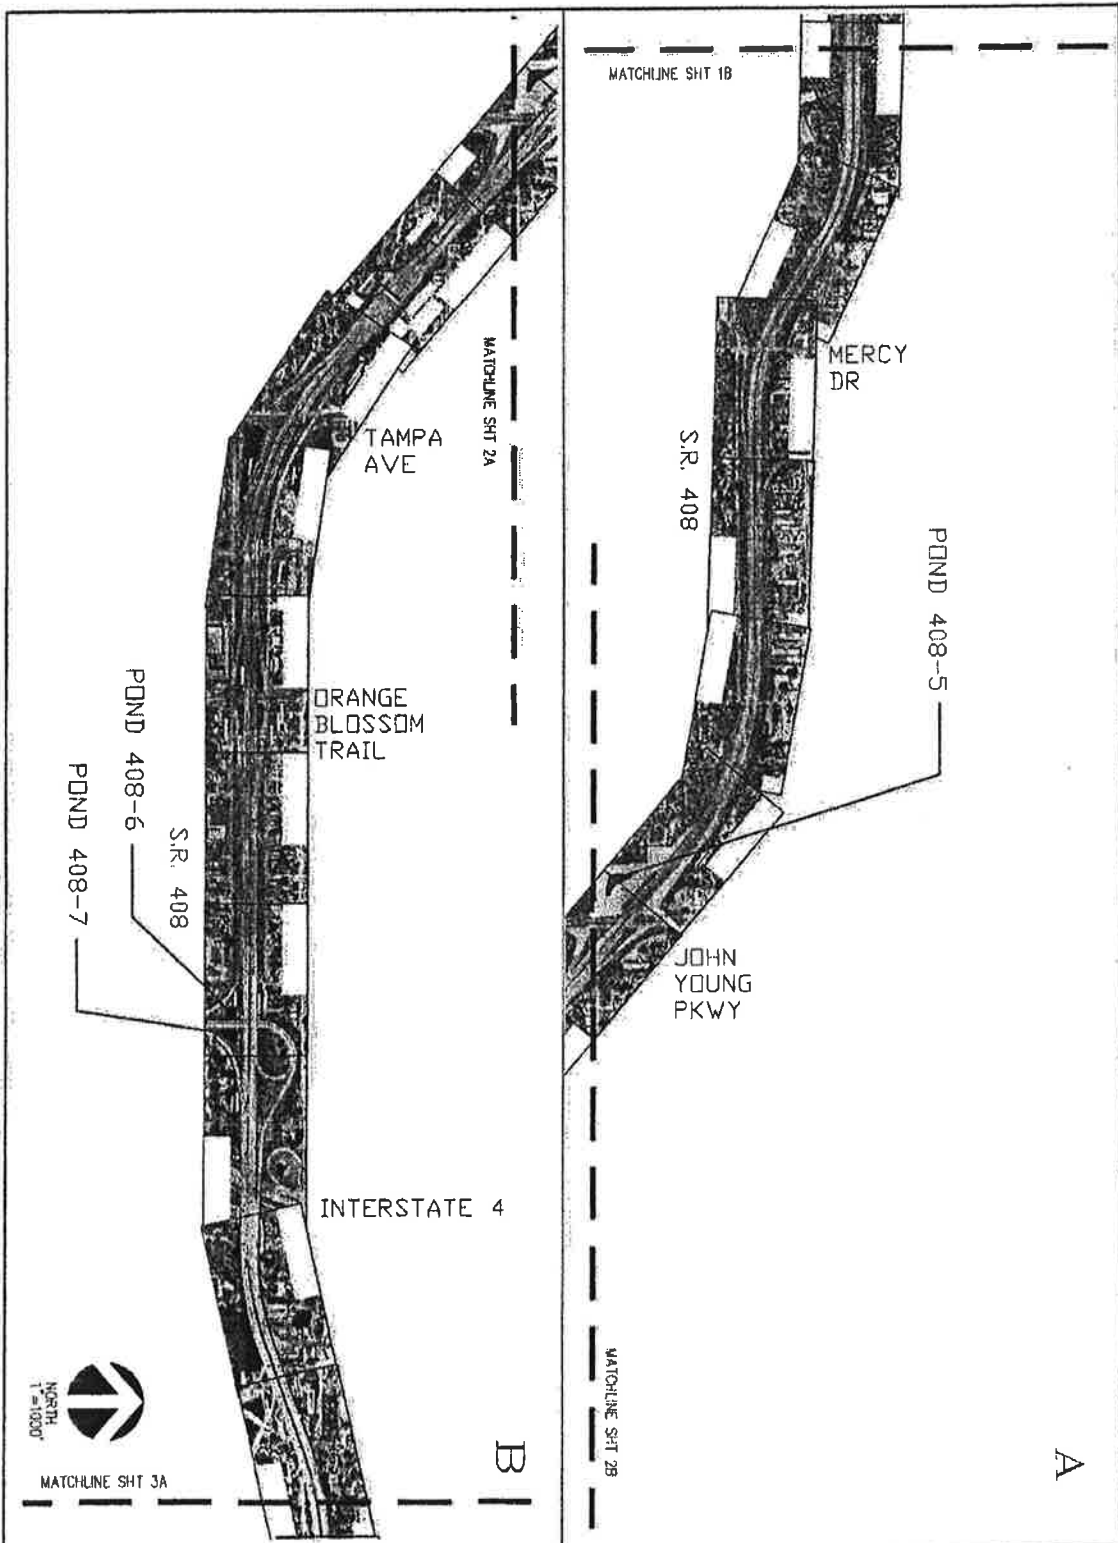 MATCHLINE SHT 1B
MERCY
DR
S.R. 408
POND 408-5
JOHN
YOUNG
PKWY
MATCHLINE SHT 2B
A
MATCHLINE SHT 2A
TAMPA
AVE
ORANGE
BLOSSOM
TRAIL
POND 408-6
S.R. 408
POND 408-7
INTERSTATE 4
NORTH
1"=1000'
MATCHLINE SHT 3A
B